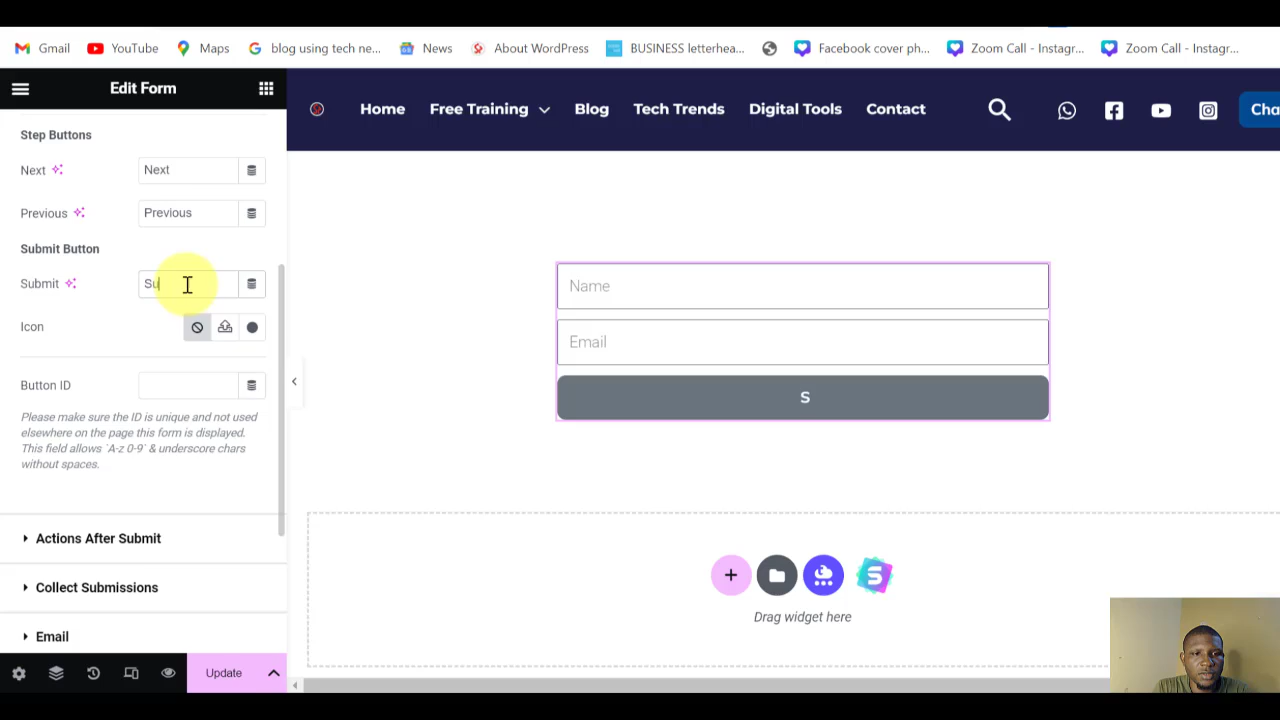 Gmail
YouTube
Maps
blog using tech ne...
News
About WordPress
BUSINESS letterhea...
Facebook cover ph...
Zoom Call - Instagr...
Zoom Call - Instagr...
Edit Form
Home
Free Training
Blog
Tech Trends
Digital Tools
Contact
Cha
Step Buttons
Next
Next
Previous
Previous
Submit Button
Submit
Su
Icon
Button ID
Please make sure the ID is unique and not used
elsewhere on the page this form is displayed.
This field allows `A-z 0-9` & underscore chars
without spaces.
Actions After Submit
Collect Submissions
Email
Update
Name
Email
S
Drag widget here